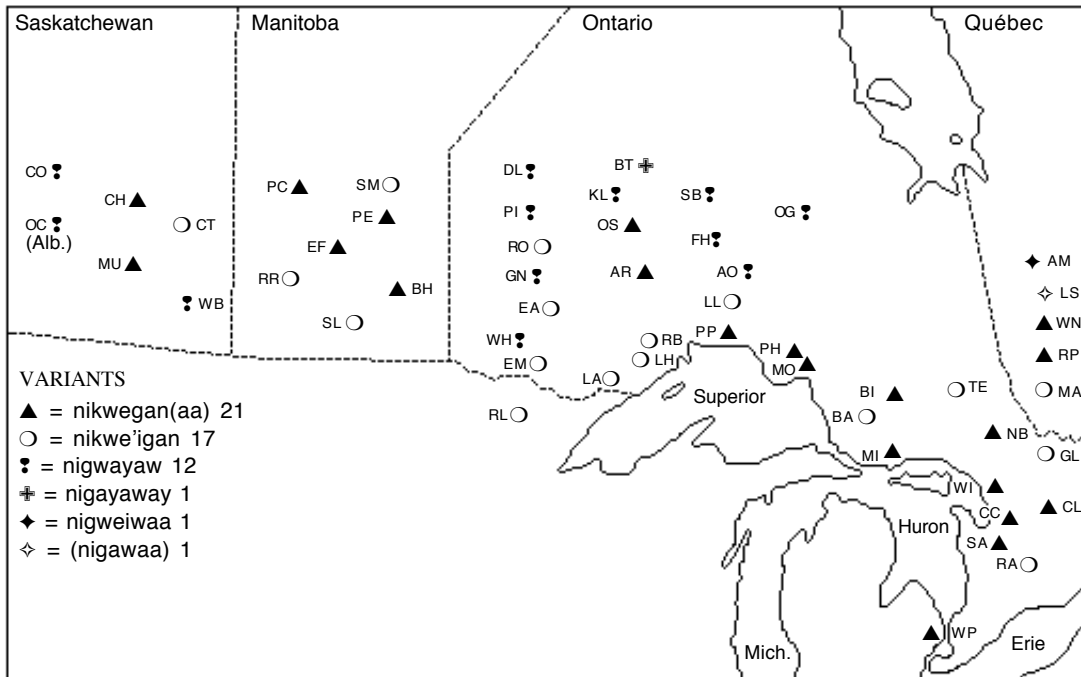 Saskatchewan
Manitoba
Ontario
Québec
CO
CH
OC
(Alb.)
CT
MU
WB
PC
SM
PE
EF
RR
BH
SL
DL
BT
KL
SB
PI
OG
OS
RO
FH
GN
AR
AO
EA
LL
WH
RB
PP
EM
LH
PH
MO
LA
RL
AM
LS
WN
RP
MA
TE
BI
BA
NB
GL
MI
WI
CC
CL
SA
RA
WP
Superior
Huron
Mich.
Erie
VARIANTS
▲ = nikwegan(aa) 21
❍ = nikwe’igan 17
❢ = nigwayaw 12
✙ = nigayaway 1
✦ = nigweiwaa 1
✧ = (nigawaa) 1